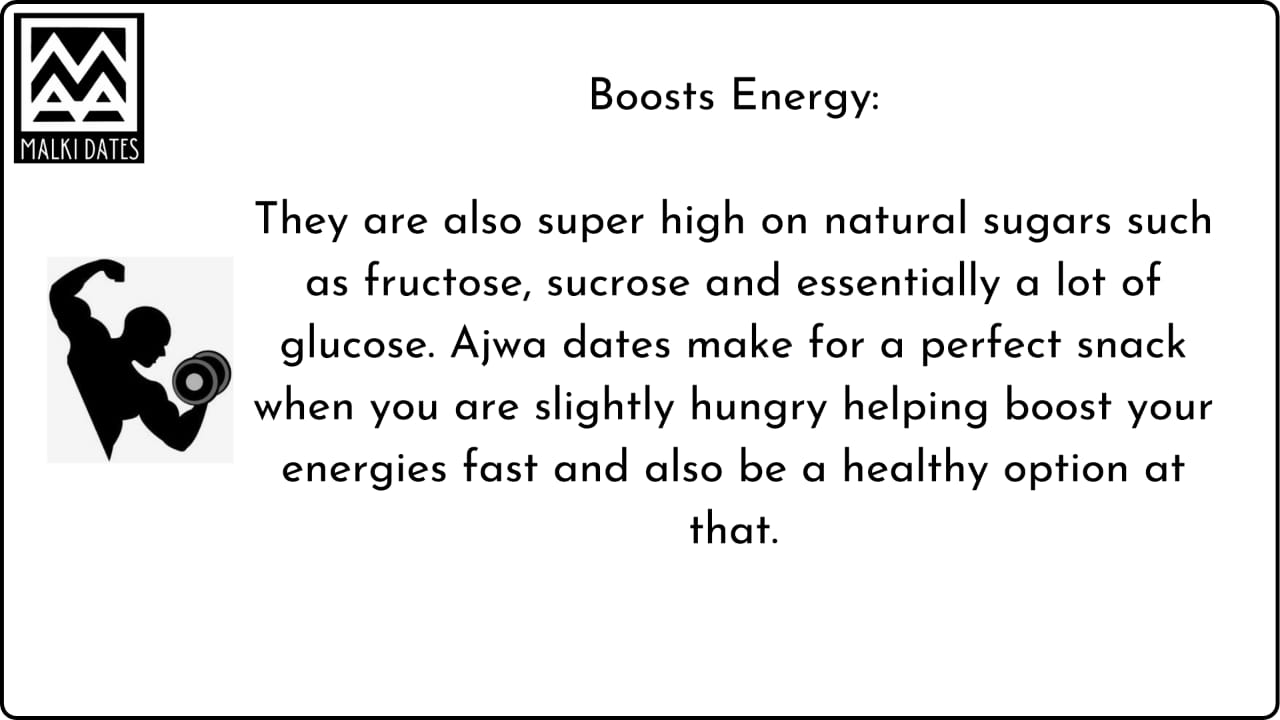 MALKI DATES
Boosts Energy:
They are also super high on natural sugars such
as fructose, sucrose and essentially a lot of
glucose. Ajwa dates make for a perfect snack
when you are slightly hungry helping boost your
energies fast and also be a healthy option at
that.